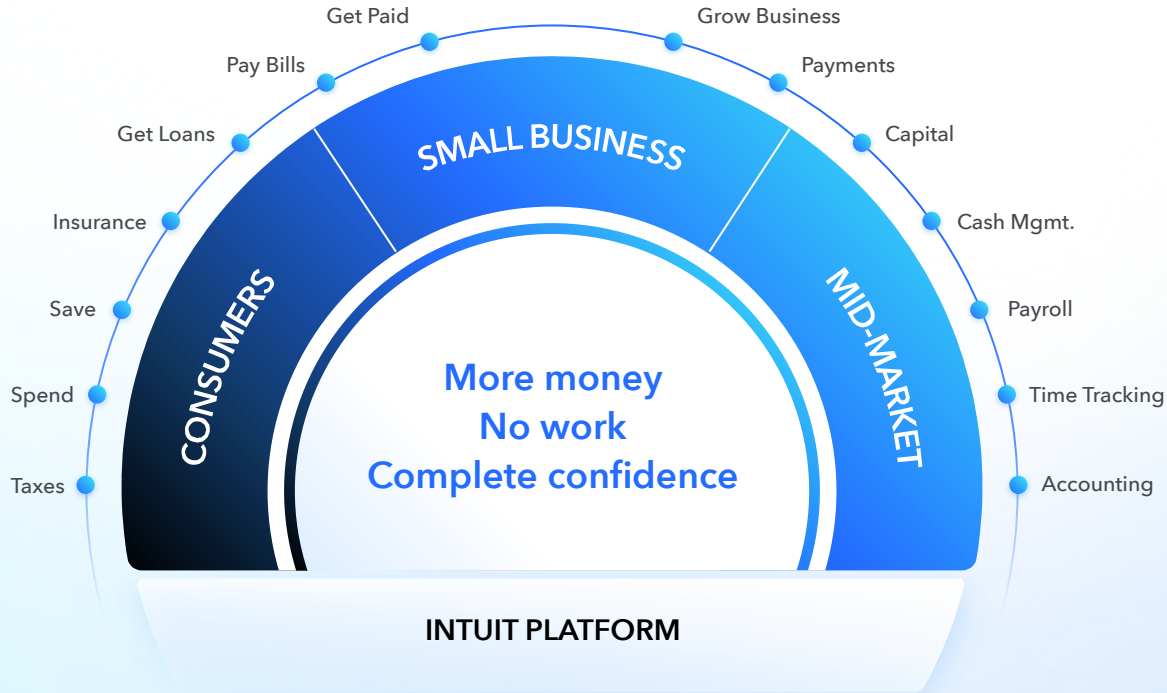 Get Paid
Grow Business
Pay Bills
Payments
Get Loans
Capital
Insurance
Cash Mgmt.
Save
Payroll
Spend
Time Tracking
Taxes
Accounting
CONSUMERS
SMALL BUSINESS
MID-MARKET
More money
No work
Complete confidence
INTUIT PLATFORM